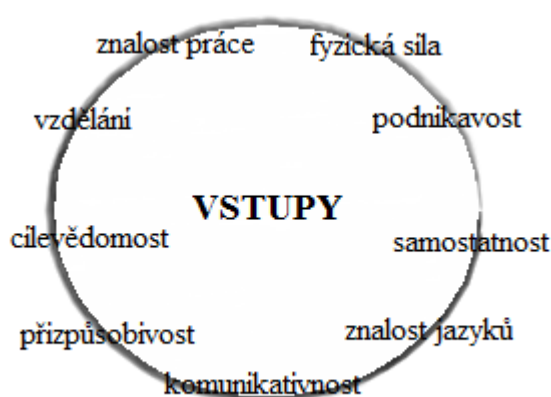 znalost práce
fyzická síla
vzdělání
podnikavost
VSTUPY
cílevědomost
samostatnost
přizpůsobivost
znalost jazyků
komunikativnost